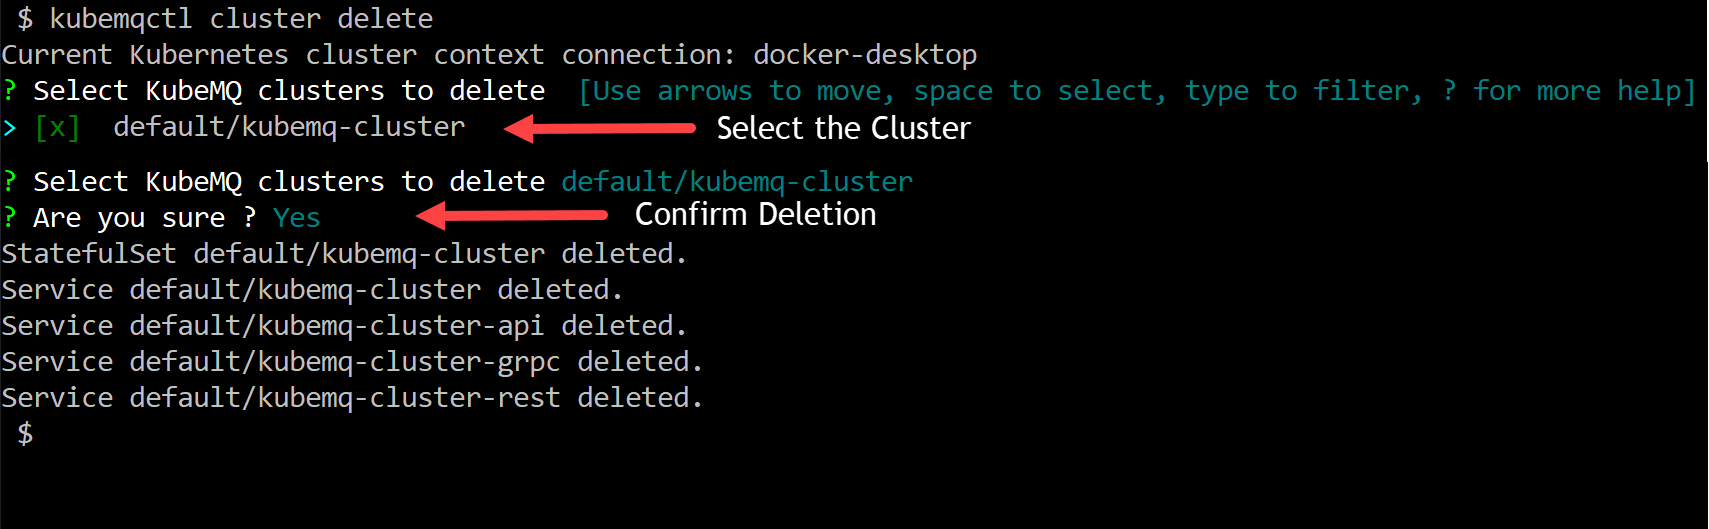 $ kubemqctl cluster delete
Current Kubernetes cluster context connection: docker-desktop
? Select KubeMQ clusters to delete [Use arrows to move, space to select, type to filter, ? for more help]
> [x] default/kubemq-cluster Select the Cluster
? Select KubeMQ clusters to delete default/kubemq-cluster
? Are you sure ? Yes Confirm Deletion
StatefulSet default/kubemq-cluster deleted.
Service default/kubemq-cluster deleted.
Service default/kubemq-cluster-api deleted.
Service default/kubemq-cluster-grpc deleted.
Service default/kubemq-cluster-rest deleted.
$